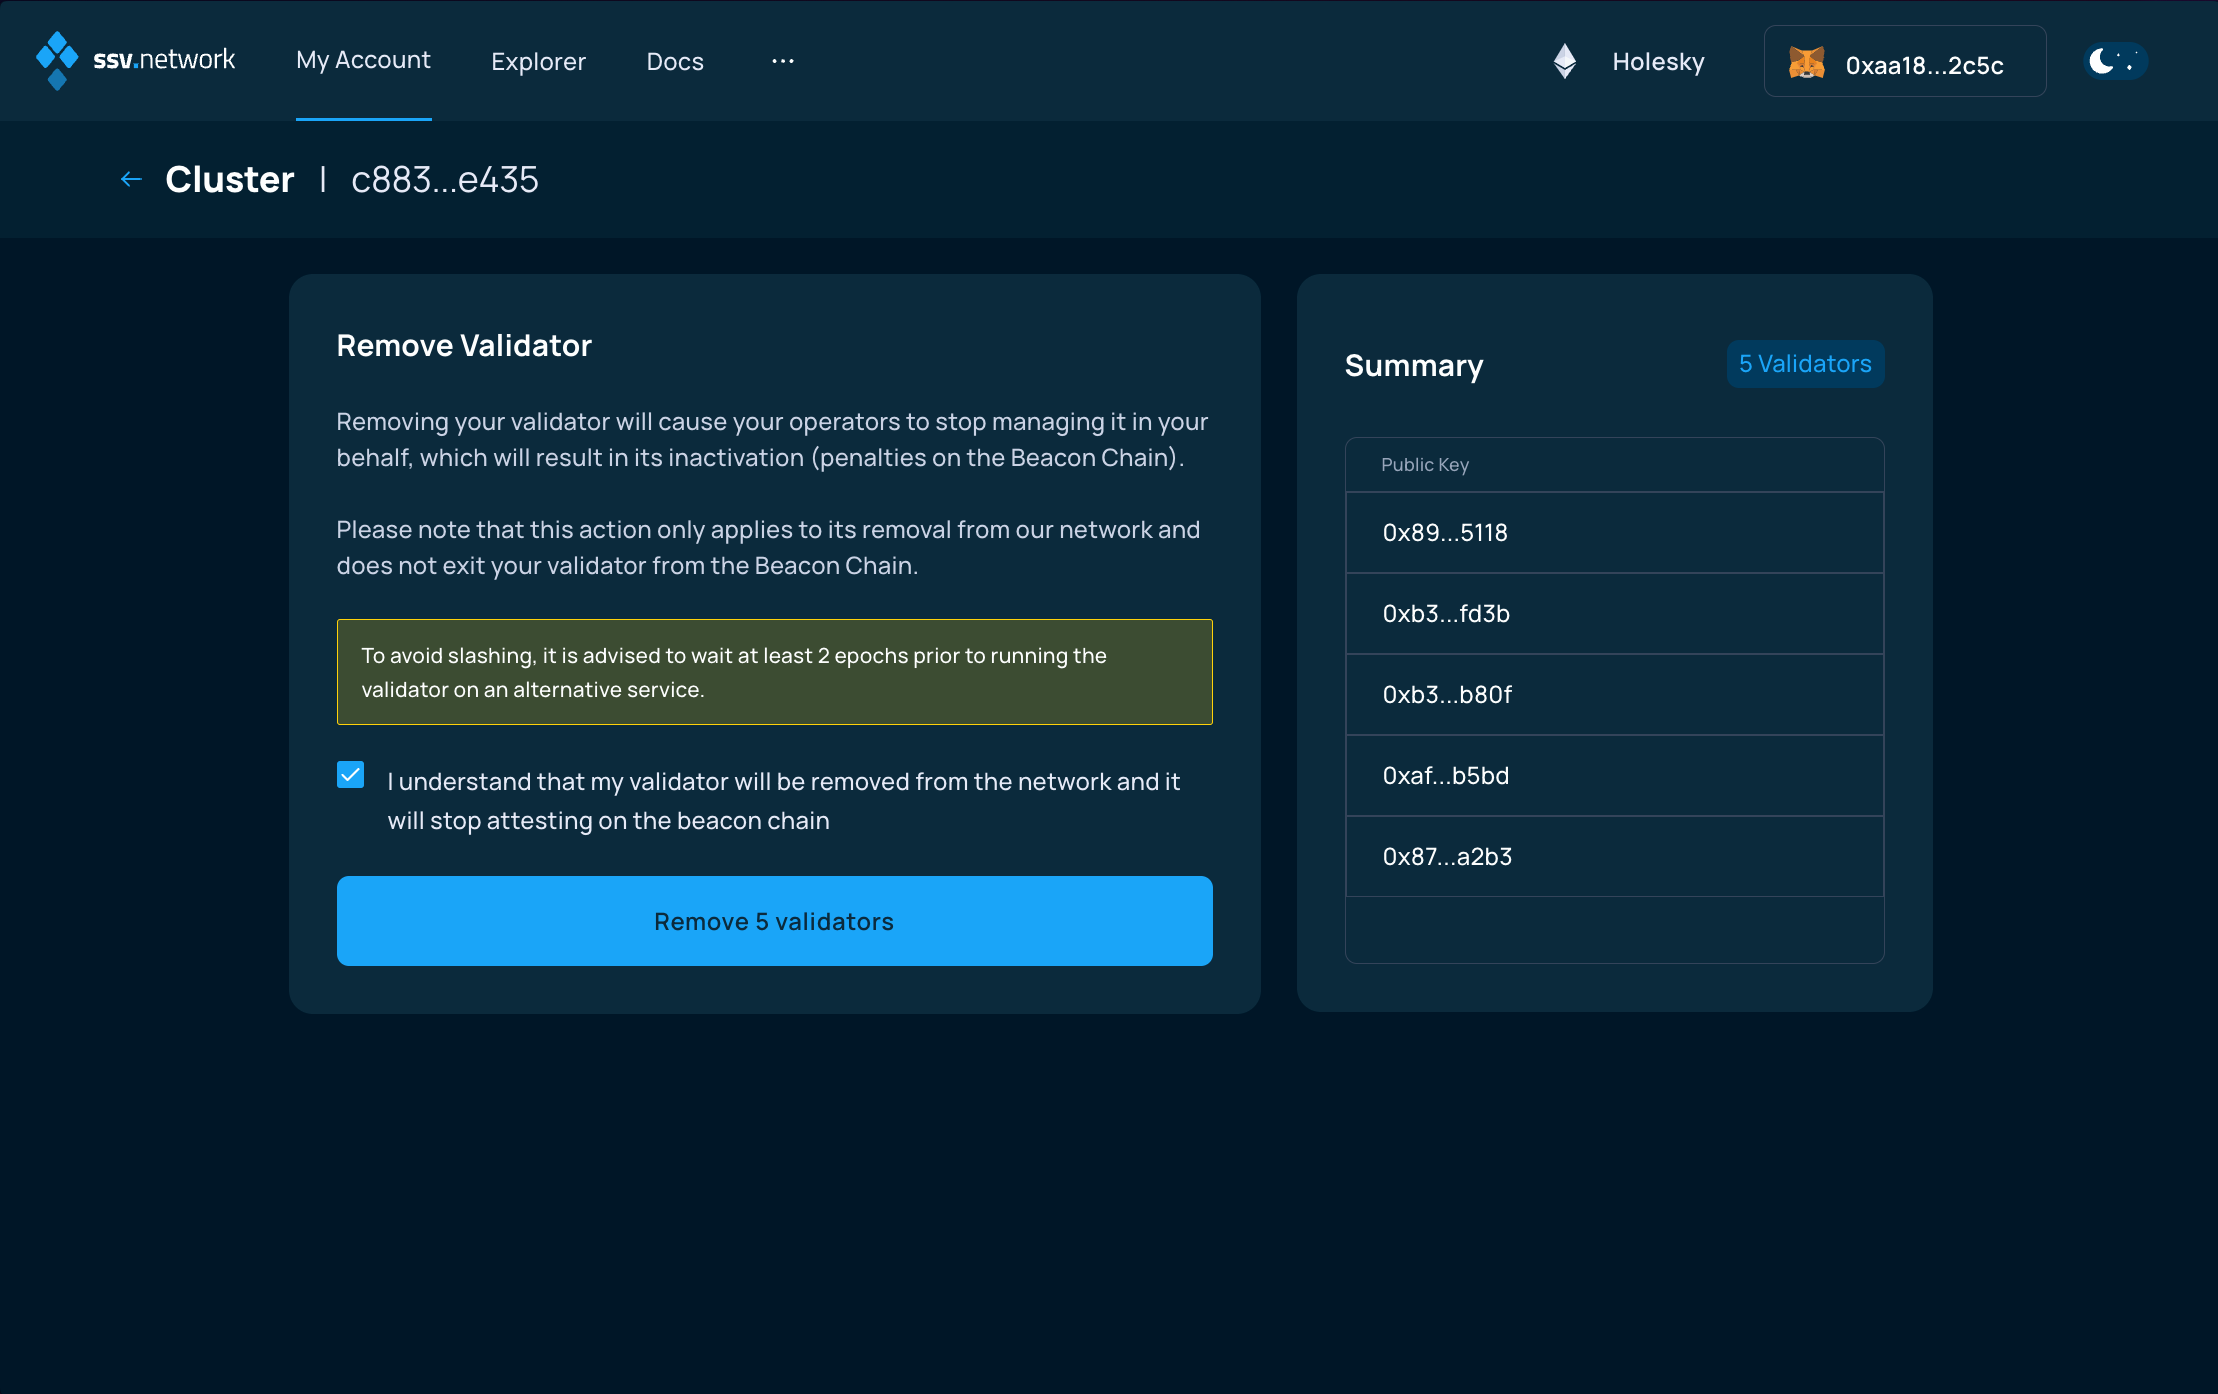 ssv.network
My Account
Explorer
Docs
...
Holesky
0xaa18...2c5c
Cluster | c883...e435
Remove Validator
Removing your validator will cause your operators to stop managing it in your
behalf, which will result in its inactivation (penalties on the Beacon Chain).
Please note that this action only applies to its removal from our network and
does not exit your validator from the Beacon Chain.
To avoid slashing, it is advised to wait at least 2 epochs prior to running the
validator on an alternative service.
I understand that my validator will be removed from the network and it
will stop attesting on the beacon chain
Remove 5 validators
Summary
5 Validators
Public Key
0x89...5118
0xb3...fd3b
0xb3...b80f
0xaf...b5bd
0x87...a2b3